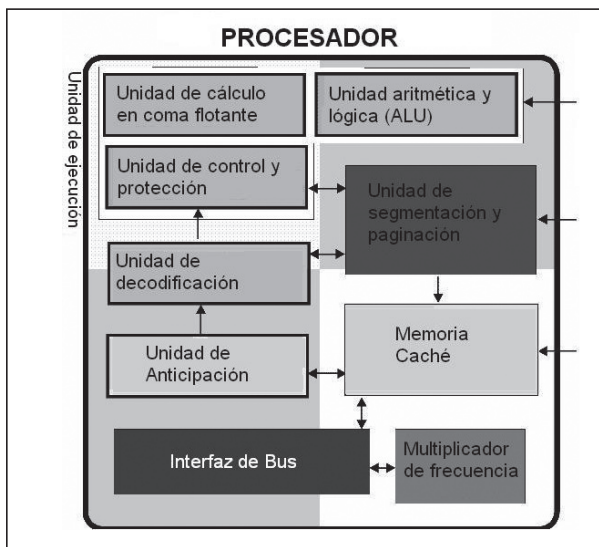 PROCESADOR
Unidad de ejecución
Unidad de cálculo
en coma flotante
Unidad aritmética y
lógica (ALU)
Unidad de control y
protección
Unidad de
segmentación y
paginación
Unidad de
decodificación
Unidad de
Anticipación
Memoria
Caché
Interfaz de Bus
Multiplicador
de frecuencia